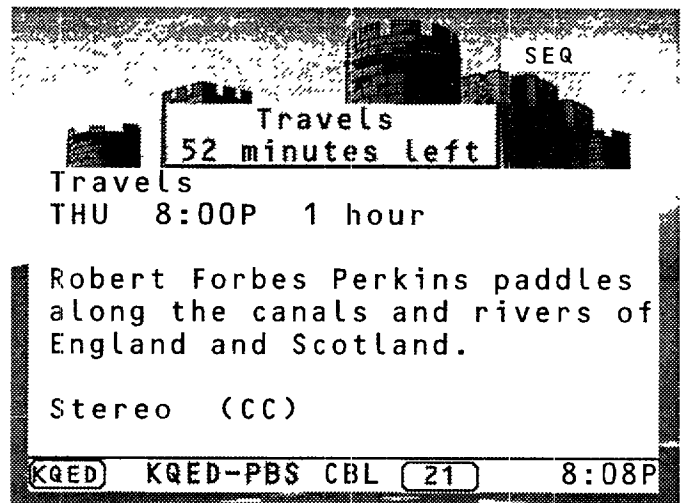 SEQ
Travels
52 minutes left
Travels
THU 8:00P 1 hour
Robert Forbes Perkins paddles
along the canals and rivers of
England and Scotland.
Stereo (CC)
KQED KQED-PBS CBL 21 8:08P